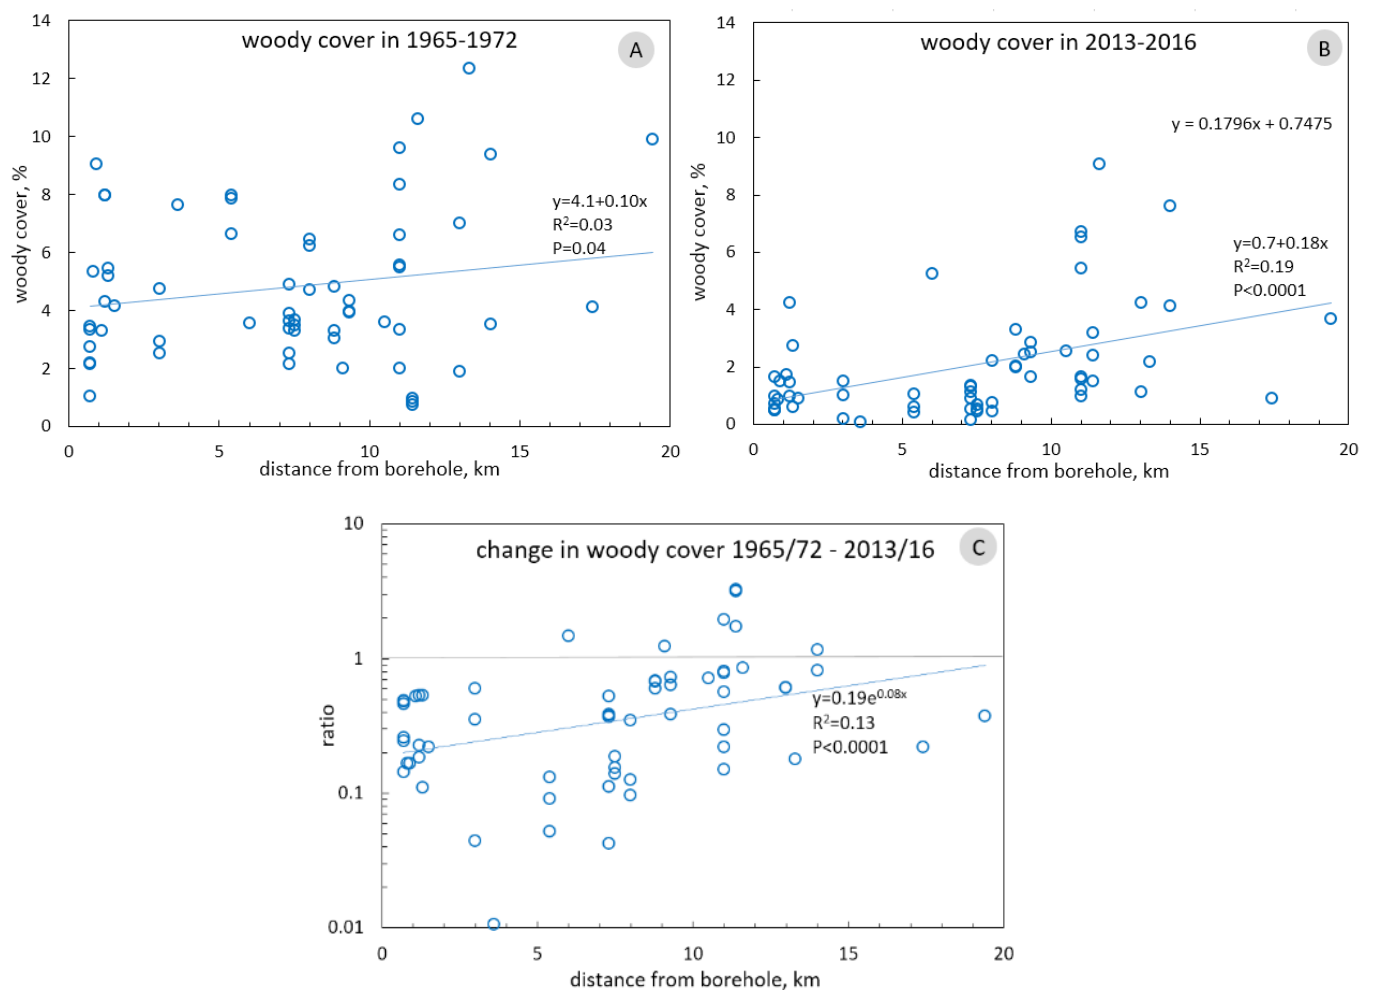 woody cover in 1965-1972
A
14
12
10
8
6
4
2
0
woody cover, %
y=4.1+0.10x
R²=0.03
P=0.04
0 5 10 15 20
distance from borehole, km
woody cover in 2013-2016
B
14
12
10
8
6
4
2
0
woody cover, %
y = 0.1796x + 0.7475
y=0.7+0.18x
R²=0.19
P<0.0001
0 5 10 15 20
distance from borehole, km
change in woody cover 1965/72 - 2013/16
C
10
1
0.1
0.01
ratio
y=0.19e^0.08x
R²=0.13
P<0.0001
0 5 10 15 20
distance from borehole, km